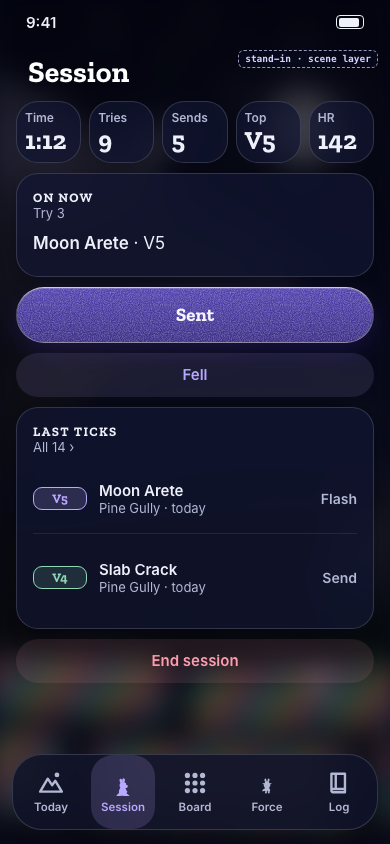 9:41
stand-in · scene layer
Session
Time
1:12
Tries
9
Sends
5
Top
V5
HR
142
ON NOW
Try 3
Moon Arete · V5
Sent
Fell
LAST TICKS
All 14 ›
V5
Moon Arete
Pine Gully · today
Flash
V4
Slab Crack
Pine Gully · today
Send
End session
Today
Session
Board
Force
Log